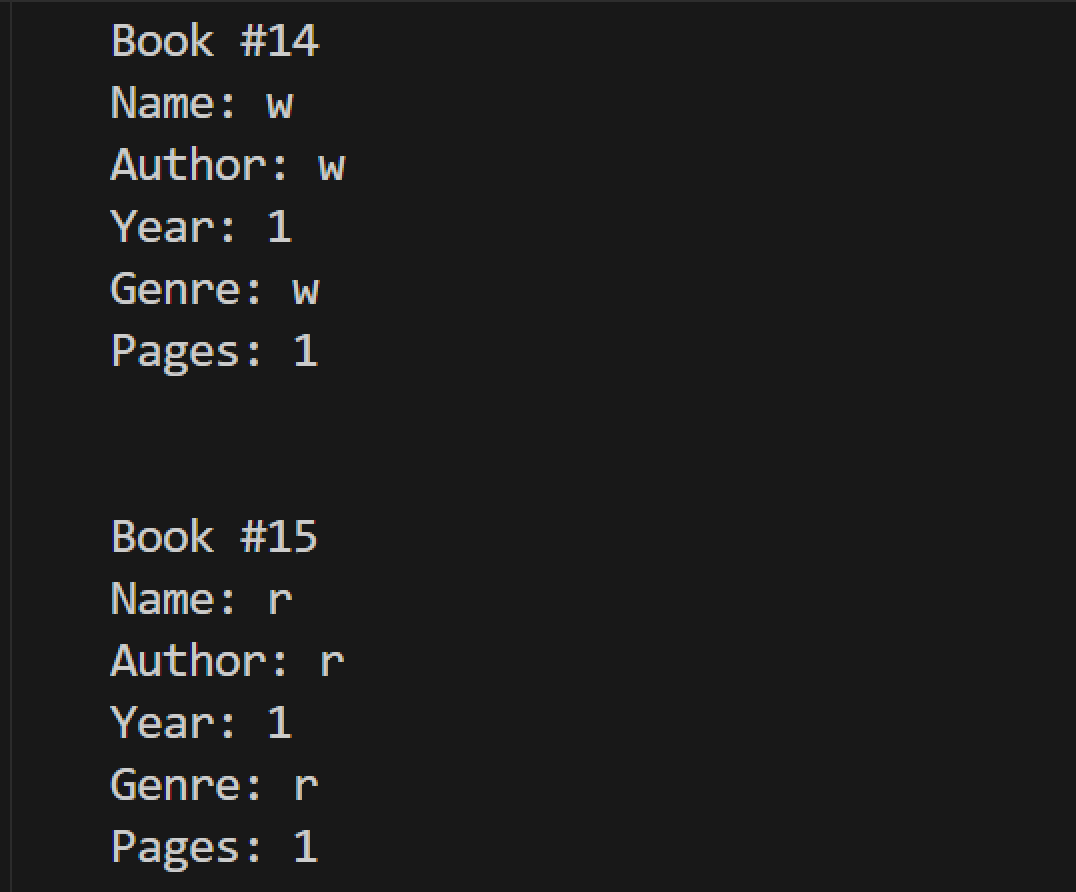 Book #14
Name: w
Author: w
Year: 1
Genre: w
Pages: 1
Book #15
Name: r
Author: r
Year: 1
Genre: r
Pages: 1